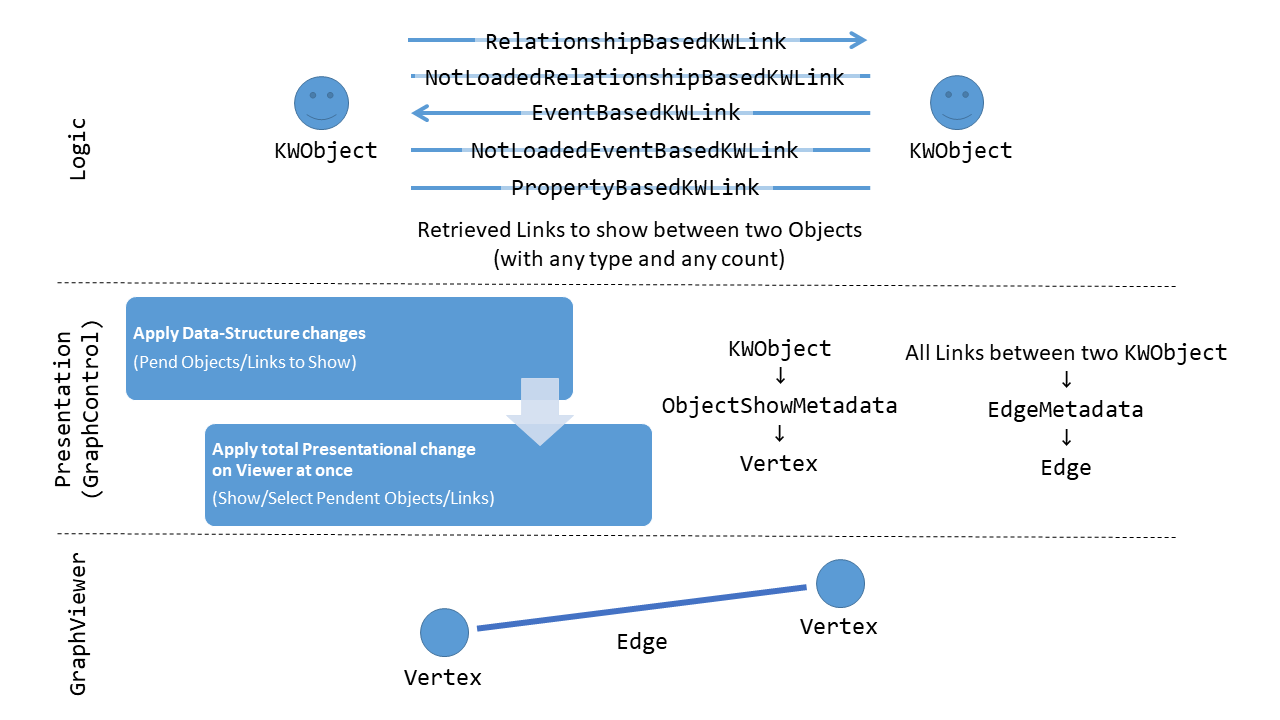 Logic
RelationshipBasedKWLink
NotLoadedRelationshipBasedKWLink
EventBasedKWLink
NotLoadedEventBasedKWLink
PropertyBasedKWLink
KWObject
KWObject
Retrieved Links to show between two Objects
(with any type and any count)
Presentation
(GraphControl)
Apply Data-Structure changes
(Pend Objects/Links to Show)
Apply total Presentational change
on Viewer at once
(Show/Select Pendent Objects/Links)
KWObject
↓
ObjectShowMetadata
↓
Vertex
All Links between two KWObject
↓
EdgeMetadata
↓
Edge
GraphViewer
Vertex
Edge
Vertex